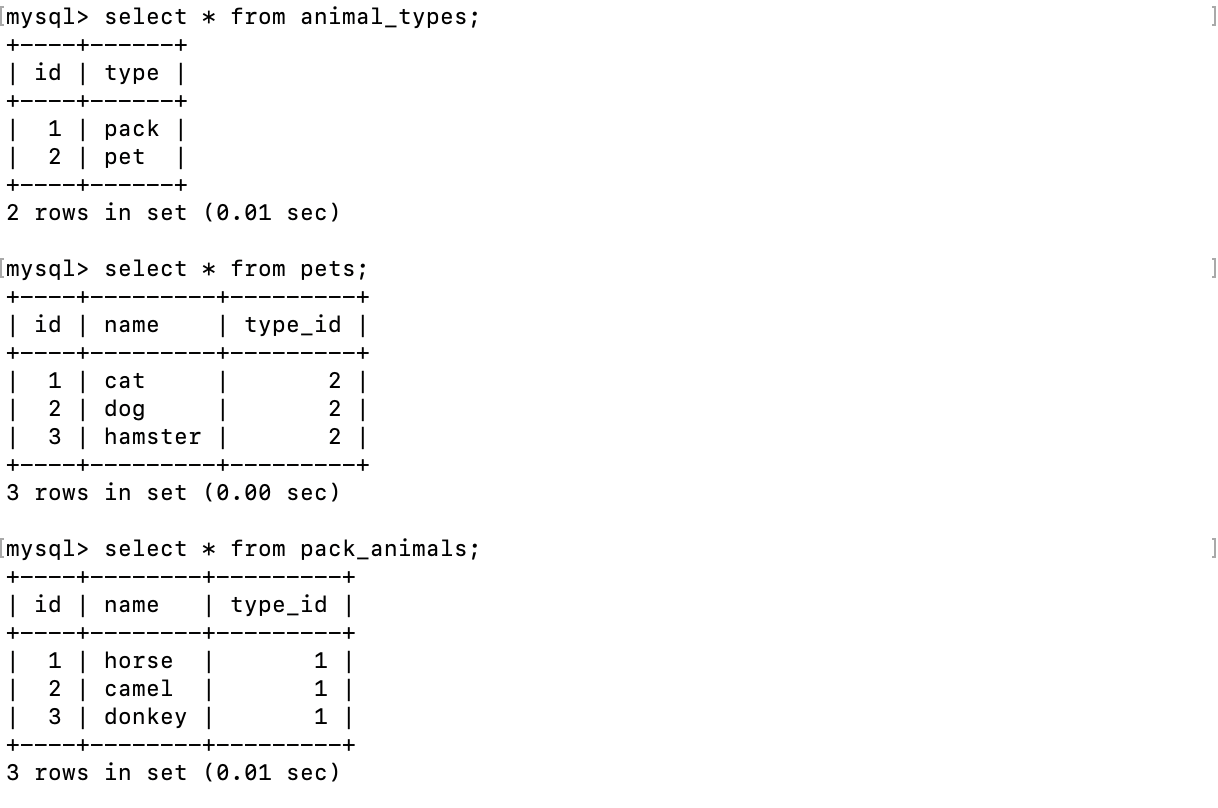 [mysql> select * from animal_types; ]
+----+------+
| id | type |
+----+------+
|  1 | pack |
|  2 | pet  |
+----+------+
2 rows in set (0.01 sec)
[mysql> select * from pets; ]
+----+---------+---------+
| id | name    | type_id |
+----+---------+---------+
|  1 | cat     |       2 |
|  2 | dog     |       2 |
|  3 | hamster |       2 |
+----+---------+---------+
3 rows in set (0.00 sec)
[mysql> select * from pack_animals; ]
+----+--------+---------+
| id | name   | type_id |
+----+--------+---------+
|  1 | horse  |       1 |
|  2 | camel  |       1 |
|  3 | donkey |       1 |
+----+--------+---------+
3 rows in set (0.01 sec)